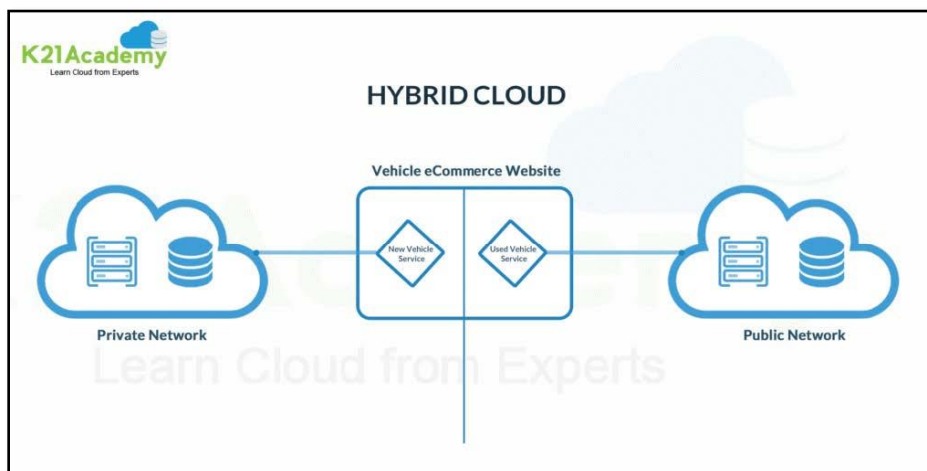 K21Academy
Learn Cloud from Experts
HYBRID CLOUD
Vehicle eCommerce Website
New Vehicle
Service
Used Vehicle
Service
Private Network
Public Network
Learn Cloud from Experts